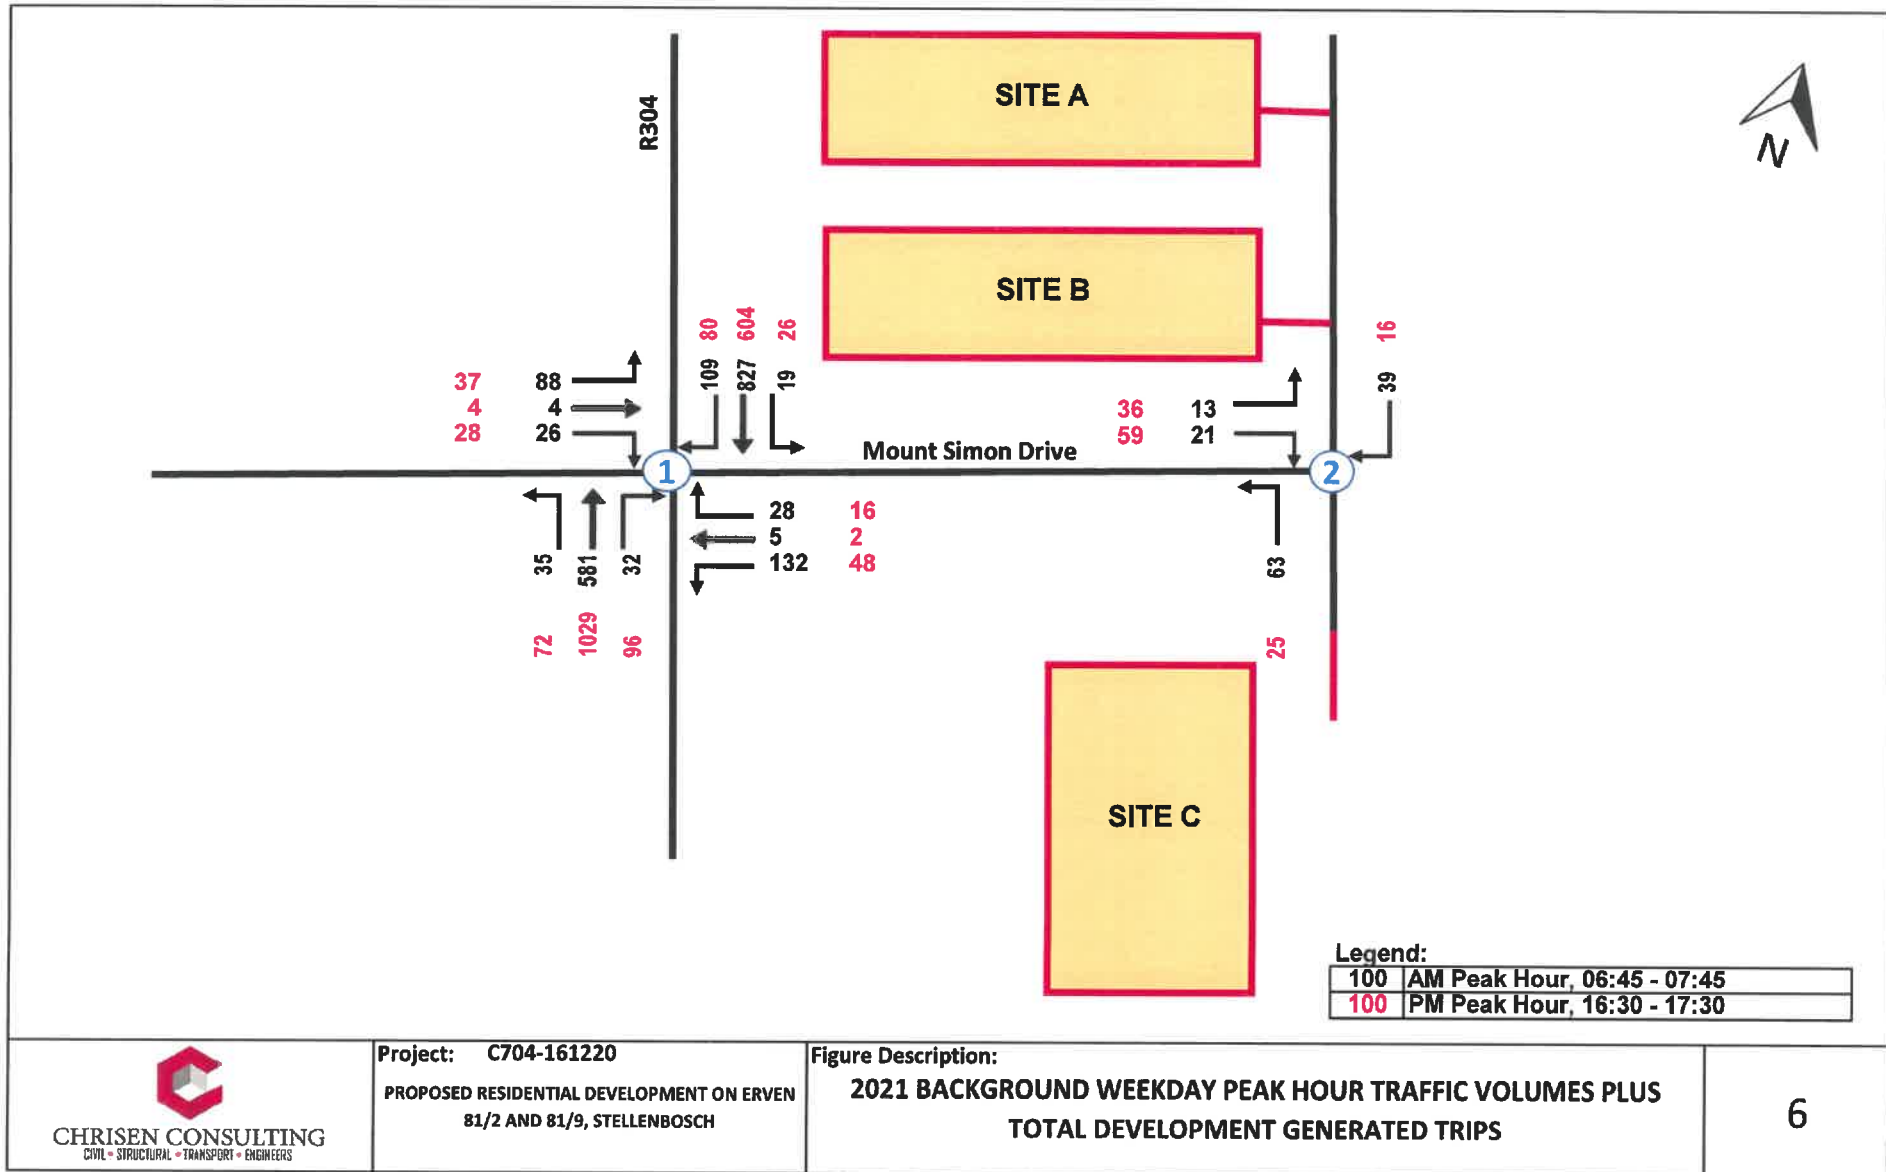 SITE A
R304
N
SITE B
80 604 26
109 827 19
16
39
37 88
4 4
28 26
36 13
59 21
Mount Simon Drive
1
2
28 16
5 2
132 48
35 581 32
72 1029 96
63
25
SITE C
Legend:
100 AM Peak Hour, 06:45 - 07:45
100 PM Peak Hour, 16:30 - 17:30
CHRISEN CONSULTING
CIVIL • STRUCTURAL • TRANSPORT • ENGINEERS
Project: C704-161220
PROPOSED RESIDENTIAL DEVELOPMENT ON ERVEN
81/2 AND 81/9, STELLENBOSCH
Figure Description:
2021 BACKGROUND WEEKDAY PEAK HOUR TRAFFIC VOLUMES PLUS
TOTAL DEVELOPMENT GENERATED TRIPS
6